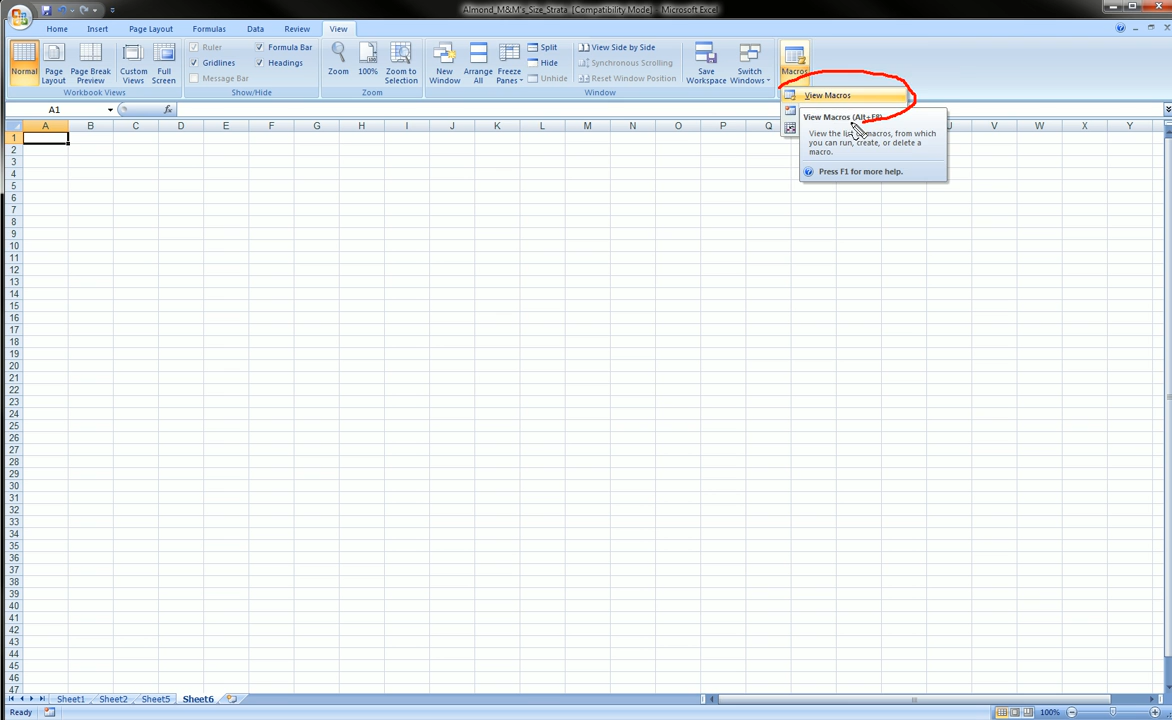 Almond_M&M's_Size_Strata [Compatibility Mode] - Microsoft Excel
Home Insert Page Layout Formulas Data Review View
Normal
Page Layout
Page Break Preview
Custom Views
Full Screen
Workbook Views
Ruler
Gridlines
Message Bar
Formula Bar
Headings
Show/Hide
Zoom
100%
Zoom to Selection
Zoom
New Window
Arrange All
Freeze Panes
Split
Hide
Unhide
View Side by Side
Synchronous Scrolling
Reset Window Position
Window
Save Workspace
Switch Windows
Macros
View Macros
View Macros (Alt+F8)
View the list of macros, from which
you can run, create, or delete a
macro.
Press F1 for more help.
A1 fx
A B C D E F G H I J K L M N O P Q U V W X Y
1
2
3
4
5
6
7
8
9
10
11
12
13
14
15
16
17
18
19
20
21
22
23
24
25
26
27
28
29
30
31
32
33
34
35
36
37
38
39
40
41
42
43
44
45
46
47
Sheet1 Sheet2 Sheet5 Sheet6
Ready 100%